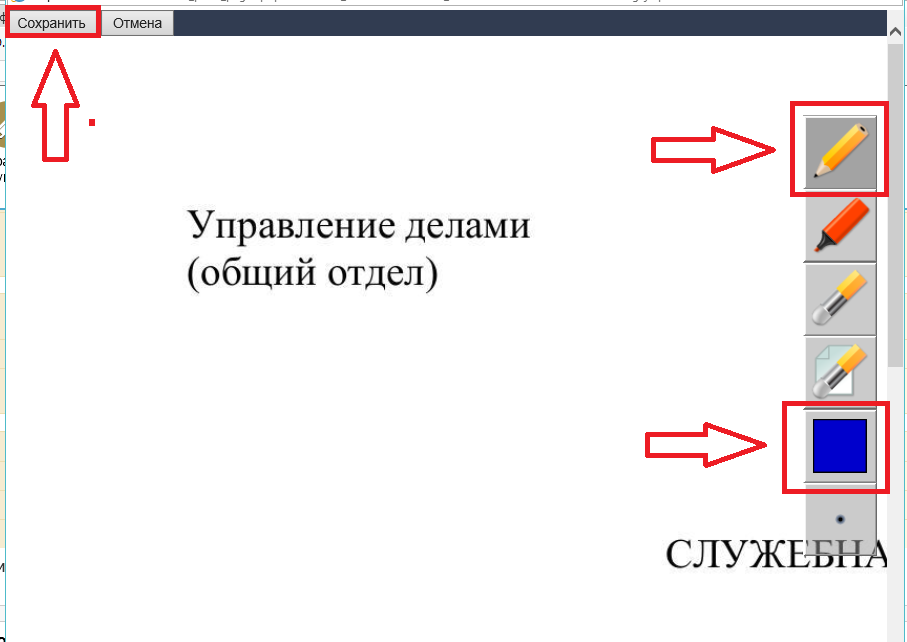 Сохранить Отмена
Управление делами
(общий отдел)
СЛУЖЕБНА